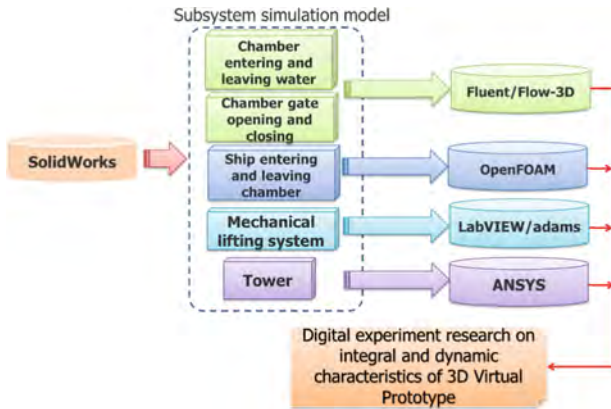 Subsystem simulation model
Chamber
entering and
leaving water
Chamber gate
opening and
closing
Ship entering
and leaving
chamber
Mechanical
lifting system
Tower
SolidWorks
Fluent/Flow-3D
OpenFOAM
LabVIEW/adams
ANSYS
Digital experiment research on
integral and dynamic
characteristics of 3D Virtual
Prototype